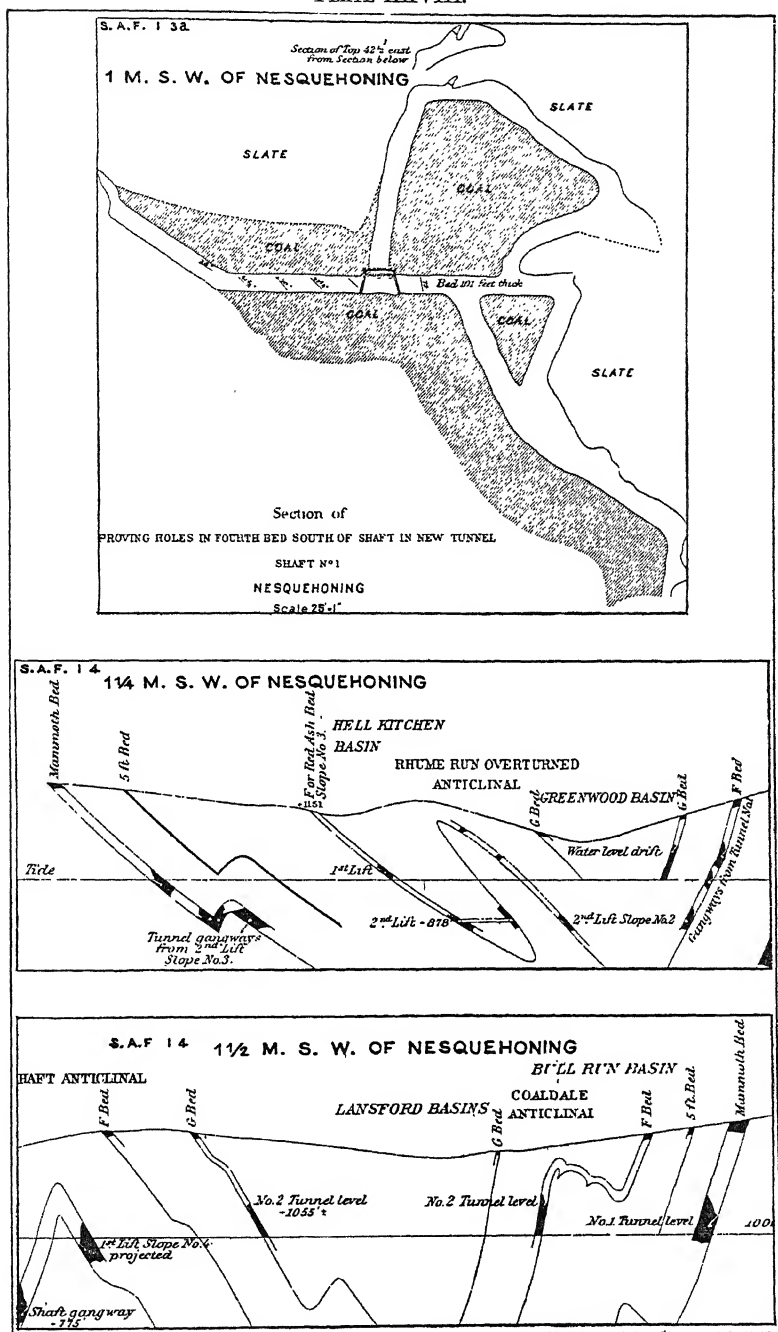 S.A.F. I 3a
Section of Top 42½' east
from Section below
1 M. S. W. OF NESQUEHONING
SLATE
SLATE
COAL
COAL
Bed 101 feet thick
COAL
COAL
SLATE
Section of
PROVING HOLES IN FOURTH BED SOUTH OF SHAFT IN NEW TUNNEL
SHAFT No 1
NESQUEHONING
Scale 25'-1"
S.A.F. I 4
1¼ M. S. W. OF NESQUEHONING
Mammoth Bed
5 ft Bed
F or Red Ash Bed
Slope No. 3.
HELL KITCHEN
BASIN
RHUME RUN OVERTURNED
ANTICLINAL
G Bed
GREENWOOD BASIN
G Bed
F Bed
1151
Water level drift
Tide
1st Lift
2nd Lift - 878'
2nd Lift Slope No. 2
Gangways from Tunnel No1
Tunnel gangways
from 2nd Lift
Slope No. 3.
S.A.F I 4
1½ M. S. W. OF NESQUEHONING
HAFT ANTICLINAL
F Bed
G Bed
LANSFORD BASINS
G Bed
BULL RUN BASIN
COALDALE
ANTICLINAL
F Bed
5 ft. Bed
Mammoth Bed
No. 2 Tunnel level
-1055't
No. 2 Tunnel level
No. 1 Tunnel level
1st Lift Slope No. 4
projected
Shaft gangway
-775'